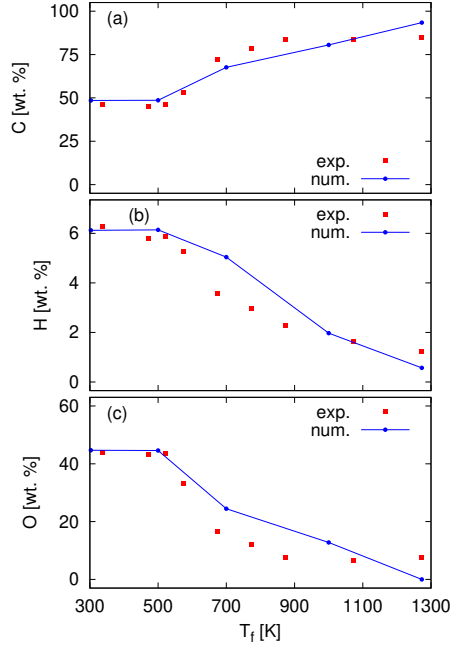 100
(a)
75
50
25
0
C [wt. %]
exp.
num.
(b)
6
4
2
0
H [wt. %]
exp.
num.
60
(c)
40
20
0
O [wt. %]
exp.
num.
300 500 700 900 1100 1300
T_f [K]